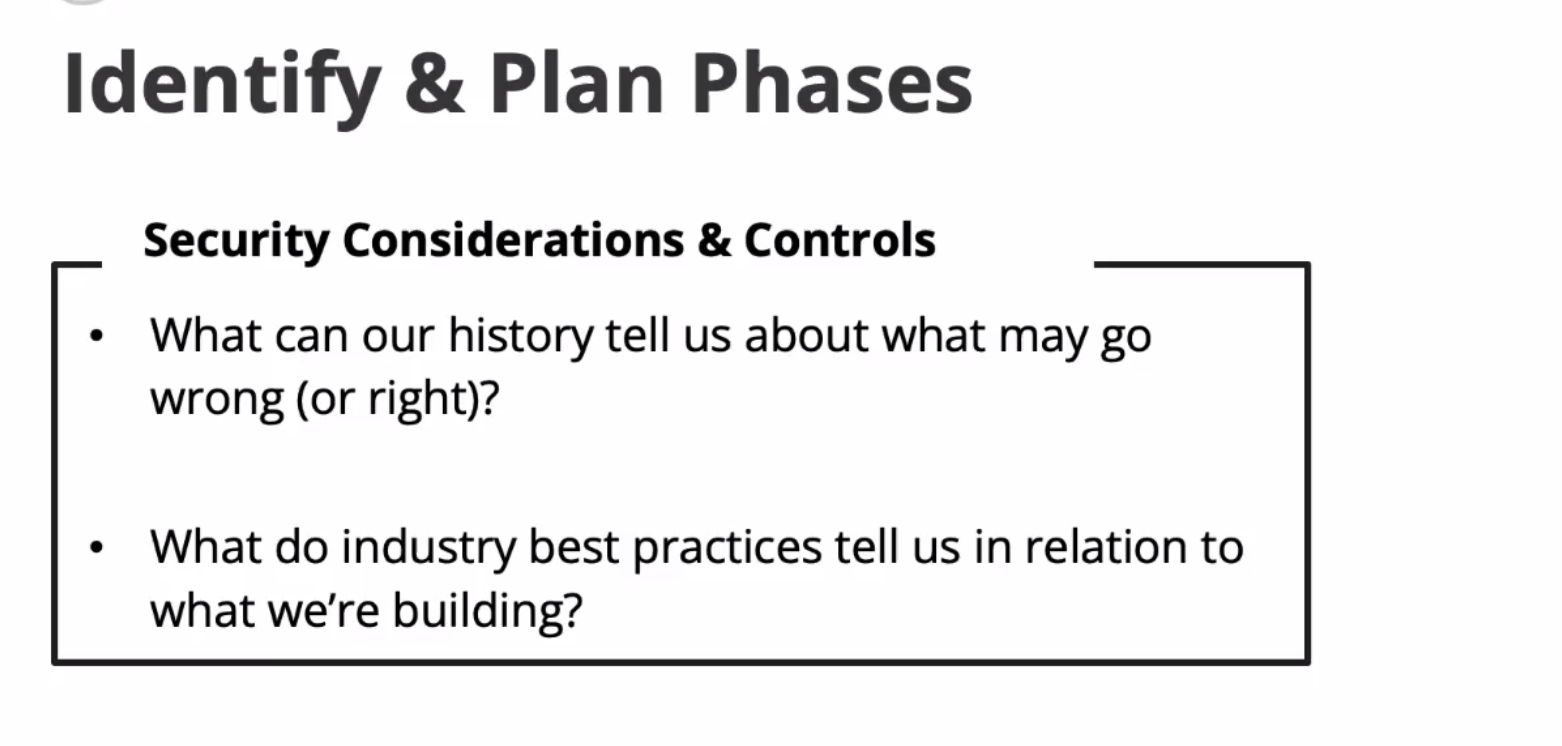 Identify & Plan Phases
Security Considerations & Controls
• What can our history tell us about what may go
wrong (or right)?
• What do industry best practices tell us in relation to
what we’re building?